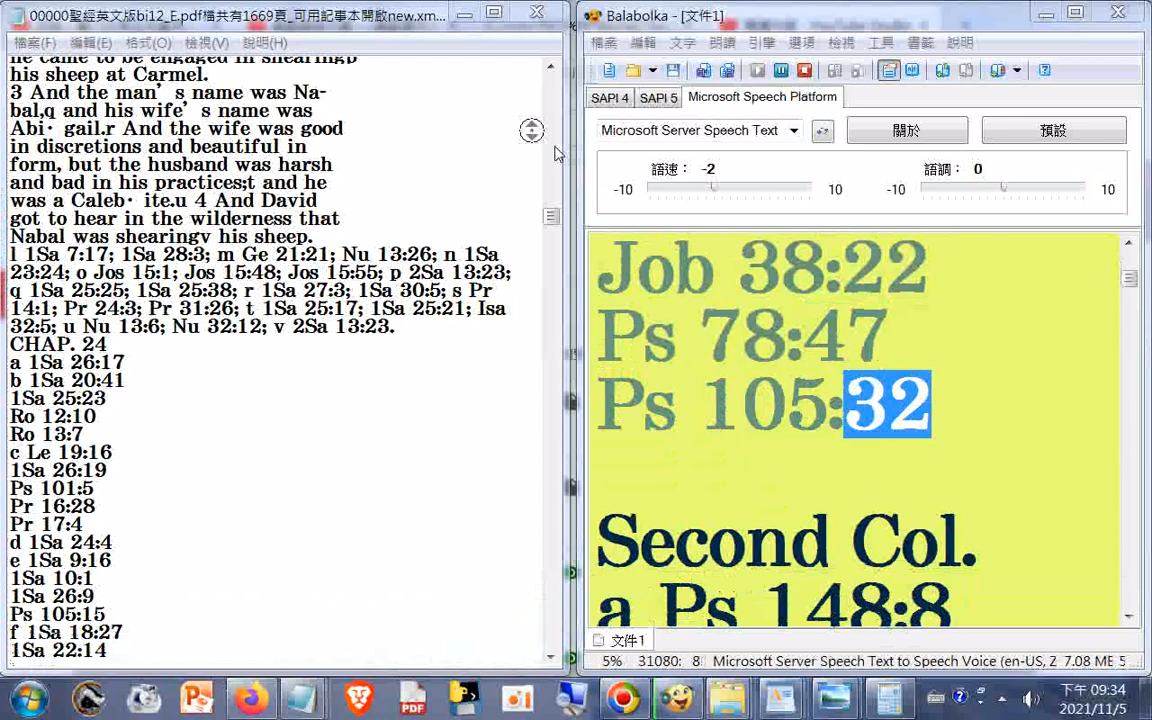 00000聖經英文版bi12_E.pdf檔共有1669頁_可用記事本開啟new.xm...
檔案(F) 編輯(E) 格式(O) 檢視(V) 說明(H)
he came to be engaged in shearingp
his sheep at Carmel.
3 And the man’s name was Na-
bal,q and his wife’s name was
Abi·gail.r And the wife was good
in discretions and beautiful in
form, but the husband was harsh
and bad in his practices;t and he
was a Caleb·ite.u 4 And David
got to hear in the wilderness that
Nabal was shearingv his sheep.
l 1Sa 7:17; 1Sa 28:3; m Ge 21:21; Nu 13:26; n 1Sa
23:24; o Jos 15:1; Jos 15:48; Jos 15:55; p 2Sa 13:23;
q 1Sa 25:25; 1Sa 25:38; r 1Sa 27:3; 1Sa 30:5; s Pr
14:1; Pr 24:3; Pr 31:26; t 1Sa 25:17; 1Sa 25:21; Isa
32:5; u Nu 13:6; Nu 32:12; v 2Sa 13:23.
CHAP. 24
a 1Sa 26:17
b 1Sa 20:41
1Sa 25:23
Ro 12:10
Ro 13:7
c Le 19:16
1Sa 26:19
Ps 101:5
Pr 16:28
Pr 17:4
d 1Sa 24:4
e 1Sa 9:16
1Sa 10:1
1Sa 26:9
Ps 105:15
f 1Sa 18:27
1Sa 22:14
Balabolka - [文件1]
檔案 編輯 文字 朗讀 引擎 選項 檢視 工具 書籤 說明
SAPI 4 SAPI 5 Microsoft Speech Platform
Microsoft Server Speech Text 關於 預設
語速： -2 語調： 0
-10 10 -10 10
Job 38:22
Ps 78:47
Ps 105:32
Second Col.
a Ps 148:8
文件1
5% 31080: 8 Microsoft Server Speech Text to Speech Voice (en-US, Z 7.08 MB 5
PDF
下午 09:34
2021/11/5